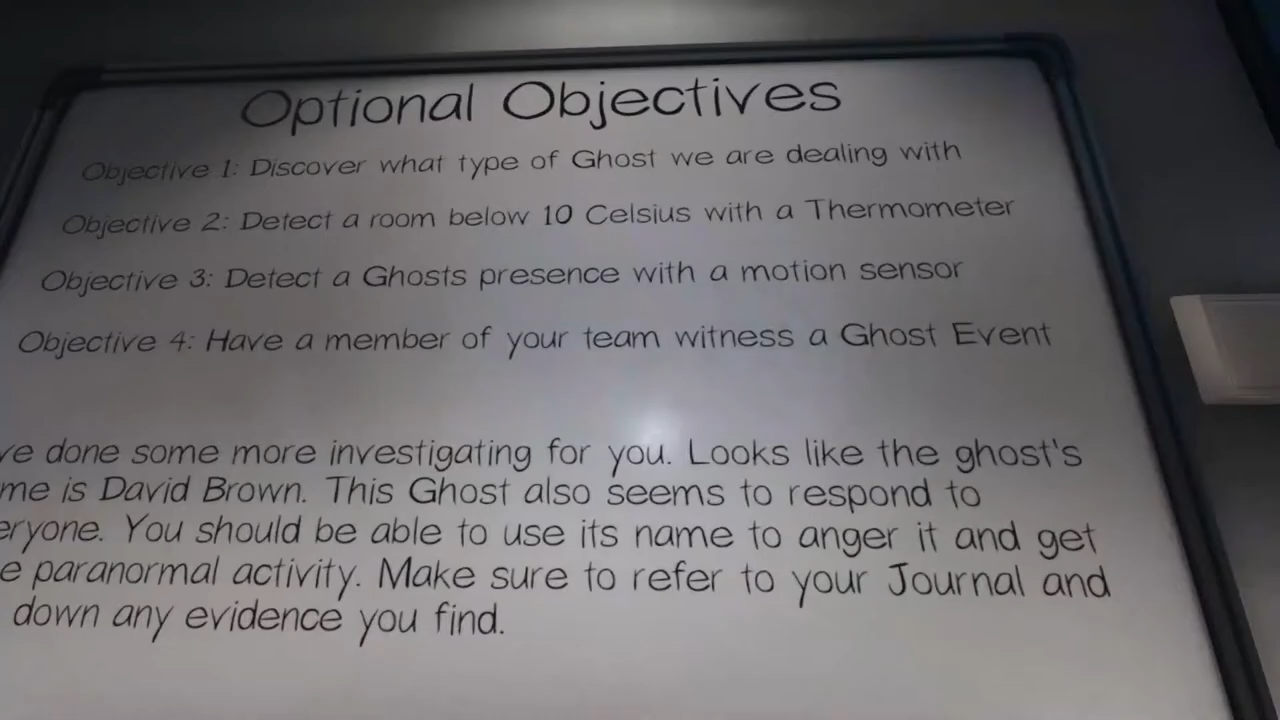 Optional Objectives
Objective 1: Discover what type of Ghost we are dealing with
Objective 2: Detect a room below 10 Celsius with a Thermometer
Objective 3: Detect a Ghosts presence with a motion sensor
Objective 4: Have a member of your team witness a Ghost Event
ve done some more investigating for you. Looks like the ghost's
me is David Brown. This Ghost also seems to respond to
eryone. You should be able to use its name to anger it and get
e paranormal activity. Make sure to refer to your Journal and
down any evidence you find.